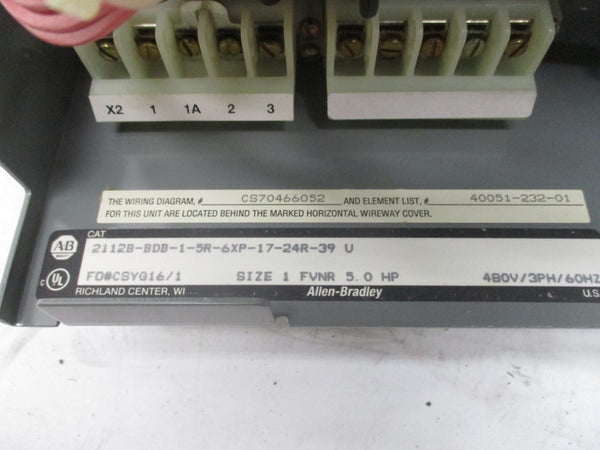 X2 1 1A 2 3
THE WIRING DIAGRAM, # CS70466052 AND ELEMENT LIST, # 40051-232-01
FOR THIS UNIT ARE LOCATED BEHIND THE MARKED HORIZONTAL WIREWAY COVER.
CAT
AB
2112B-BDB-1-5R-6XP-17-24R-39 U
c UL FO#CSYG16/1 SIZE 1 FVNR 5.0 HP 480V/3PH/60HZ
RICHLAND CENTER, WI Allen-Bradley U.S.